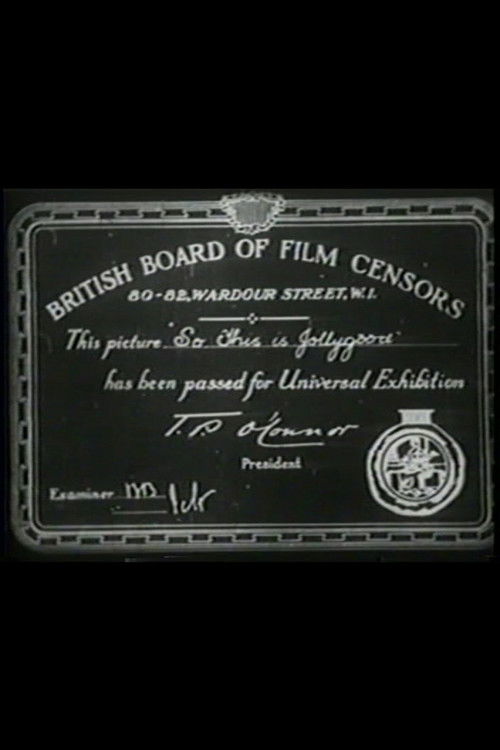 BRITISH BOARD OF FILM CENSORS
80-82, WARDOUR STREET, W.1.
This picture "So This is Jollygood"
has been passed for Universal Exhibition
T. P. O'Connor
President
Examiner